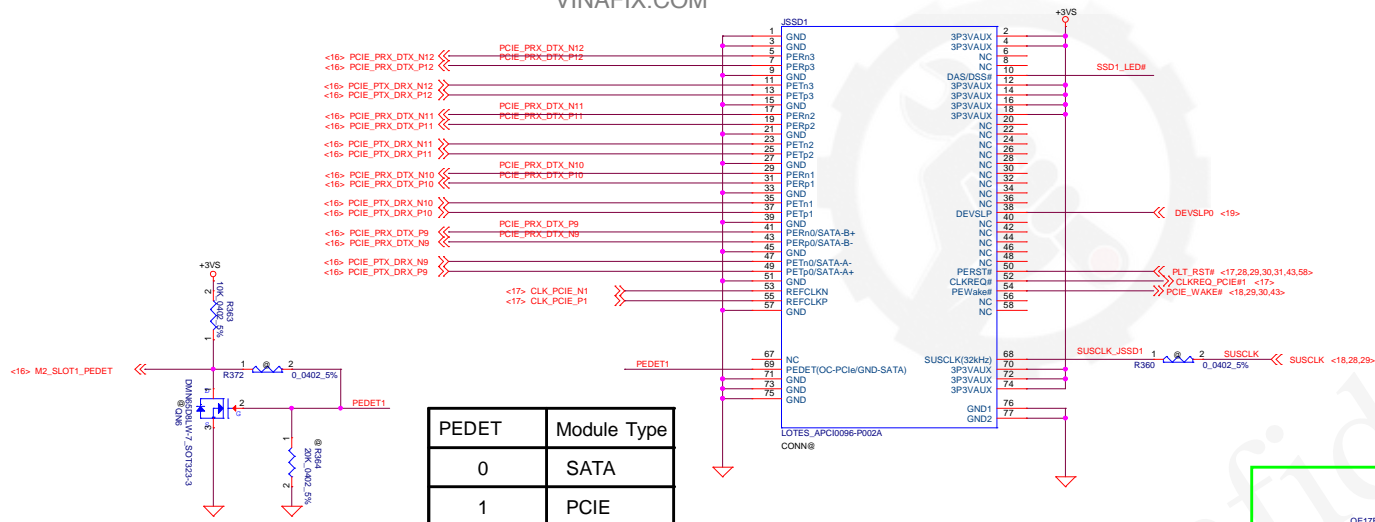 VINAFIX.COM
JSSD1
+3VS
1 GND 3P3VAUX 2
3 GND 3P3VAUX 4
<16> PCIE_PRX_DTX_N12 PCIE_PRX_DTX_N12 5 PERn3 NC 6
<16> PCIE_PRX_DTX_P12 PCIE_PRX_DTX_P12 7 PERp3 NC 8
9 GND DAS/DSS# 10 SSD1_LED#
<16> PCIE_PTX_DRX_N12 11 PETn3 3P3VAUX 12
<16> PCIE_PTX_DRX_P12 13 PETp3 3P3VAUX 14
15 GND 3P3VAUX 16
<16> PCIE_PRX_DTX_N11 PCIE_PRX_DTX_N11 17 PERn2 3P3VAUX 18
<16> PCIE_PRX_DTX_P11 PCIE_PRX_DTX_P11 19 PERp2 NC 20
21 GND NC 22
<16> PCIE_PTX_DRX_N11 23 PETn2 NC 24
<16> PCIE_PTX_DRX_P11 25 PETp2 NC 26
27 GND NC 28
<16> PCIE_PRX_DTX_N10 PCIE_PRX_DTX_N10 29 PERn1 NC 30
<16> PCIE_PRX_DTX_P10 PCIE_PRX_DTX_P10 31 PERp1 NC 32
33 GND NC 34
<16> PCIE_PTX_DRX_N10 35 PETn1 NC 36
<16> PCIE_PTX_DRX_P10 37 PETp1 DEVSLP 38 DEVSLP0 <19>
39 GND NC 40
<16> PCIE_PRX_DTX_P9 PCIE_PRX_DTX_P9 41 PERn0/SATA-B+ NC 42
<16> PCIE_PRX_DTX_N9 PCIE_PRX_DTX_N9 43 PERp0/SATA-B- NC 44
45 GND NC 46
<16> PCIE_PTX_DRX_N9 47 PETn0/SATA-A- NC 48
<16> PCIE_PTX_DRX_P9 49 PETp0/SATA-A+ PERST# 50 PLT_RST# <17,28,29,30,31,43,58>
51 GND CLKREQ# 52 CLKREQ_PCIE#1 <17>
<17> CLK_PCIE_N1 53 REFCLKN PEWake# 54 PCIE_WAKE# <18,29,30,43>
<17> CLK_PCIE_P1 55 REFCLKP NC 56
57 GND NC 58
67 NC SUSCLK(32kHz) 68 SUSCLK_JSSD1 1 @ 2 SUSCLK SUSCLK <18,28,29>
R360 0_0402_5%
PEDET1 69 PEDET(OC-PCIe/GND-SATA) 3P3VAUX 70
71 GND 3P3VAUX 72
73 GND 3P3VAUX 74
75 GND
GND1 76
GND2 77
LOTES_APCI0096-P002A
CONN@
+3VS
2
10K_0402_5%
R363
1
<16> M2_SLOT1_PEDET
1 @ 2
R372 0_0402_5%
DMN65D8LW-7_SOT323-3
@ QN6
2 PEDET1
3
1
@ R364
20K_0402_5%
2
PEDET Module Type
0 SATA
1 PCIE